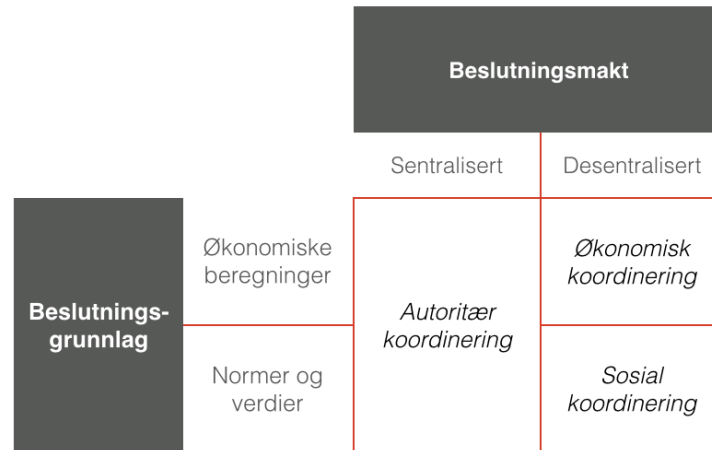 Beslutningsmakt
Sentralisert
Desentralisert
Beslutnings-
grunnlag
Økonomiske
beregninger
Autoritær
koordinering
Økonomisk
koordinering
Normer og
verdier
Sosial
koordinering